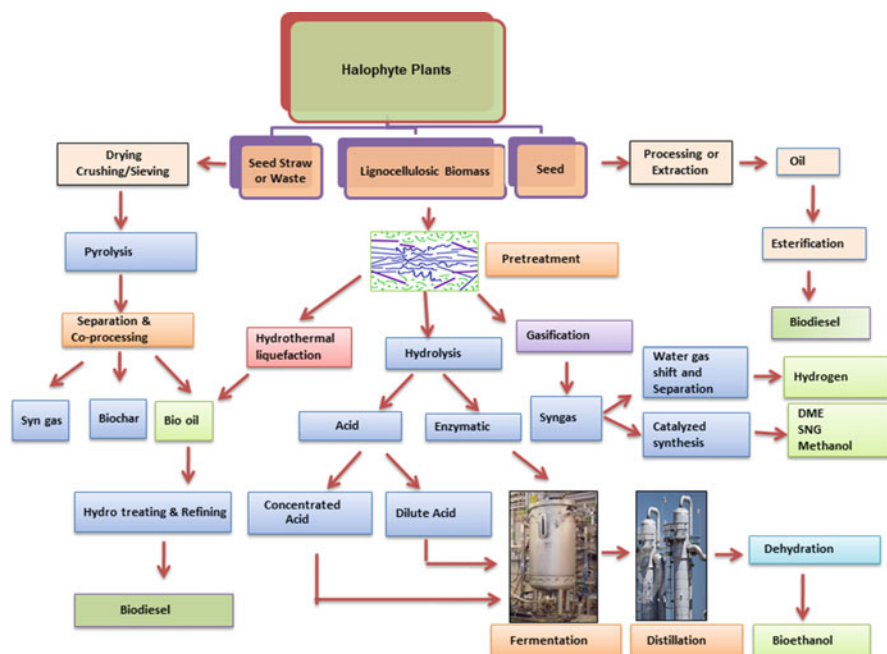 Halophyte Plants
Drying
Crushing/Sieving
Seed Straw
or Waste
Lignocellulosic Biomass
Seed
Processing or
Extraction
Oil
Pyrolysis
Pretreatment
Esterification
Separation &
Co-processing
Hydrothermal
liquefaction
Hydrolysis
Gasification
Biodiesel
Water gas
shift and
Separation
Hydrogen
Syn gas
Biochar
Bio oil
Acid
Enzymatic
Syngas
Catalyzed
synthesis
DME
SNG
Methanol
Hydro treating & Refining
Concentrated
Acid
Dilute Acid
Dehydration
Biodiesel
Fermentation
Distillation
Bioethanol